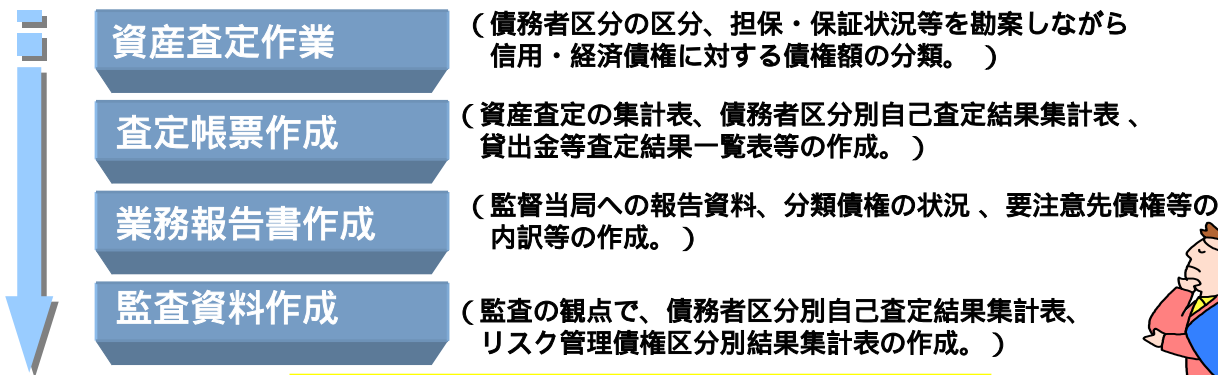 資産査定作業
（債務者区分の区分、担保・保証状況等を勘案しながら
信用・経済債権に対する債権額の分類。 ）
査定帳票作成
（資産査定の集計表、債務者区分別自己査定結果集計表 、
貸出金等査定結果一覧表等の作成。）
業務報告書作成
（監督当局への報告資料、分類債権の状況 、要注意先債権等の
内訳等の作成。）
監査資料作成
（監査の観点で、債務者区分別自己査定結果集計表、
リスク管理債権区分別結果集計表の作成。）